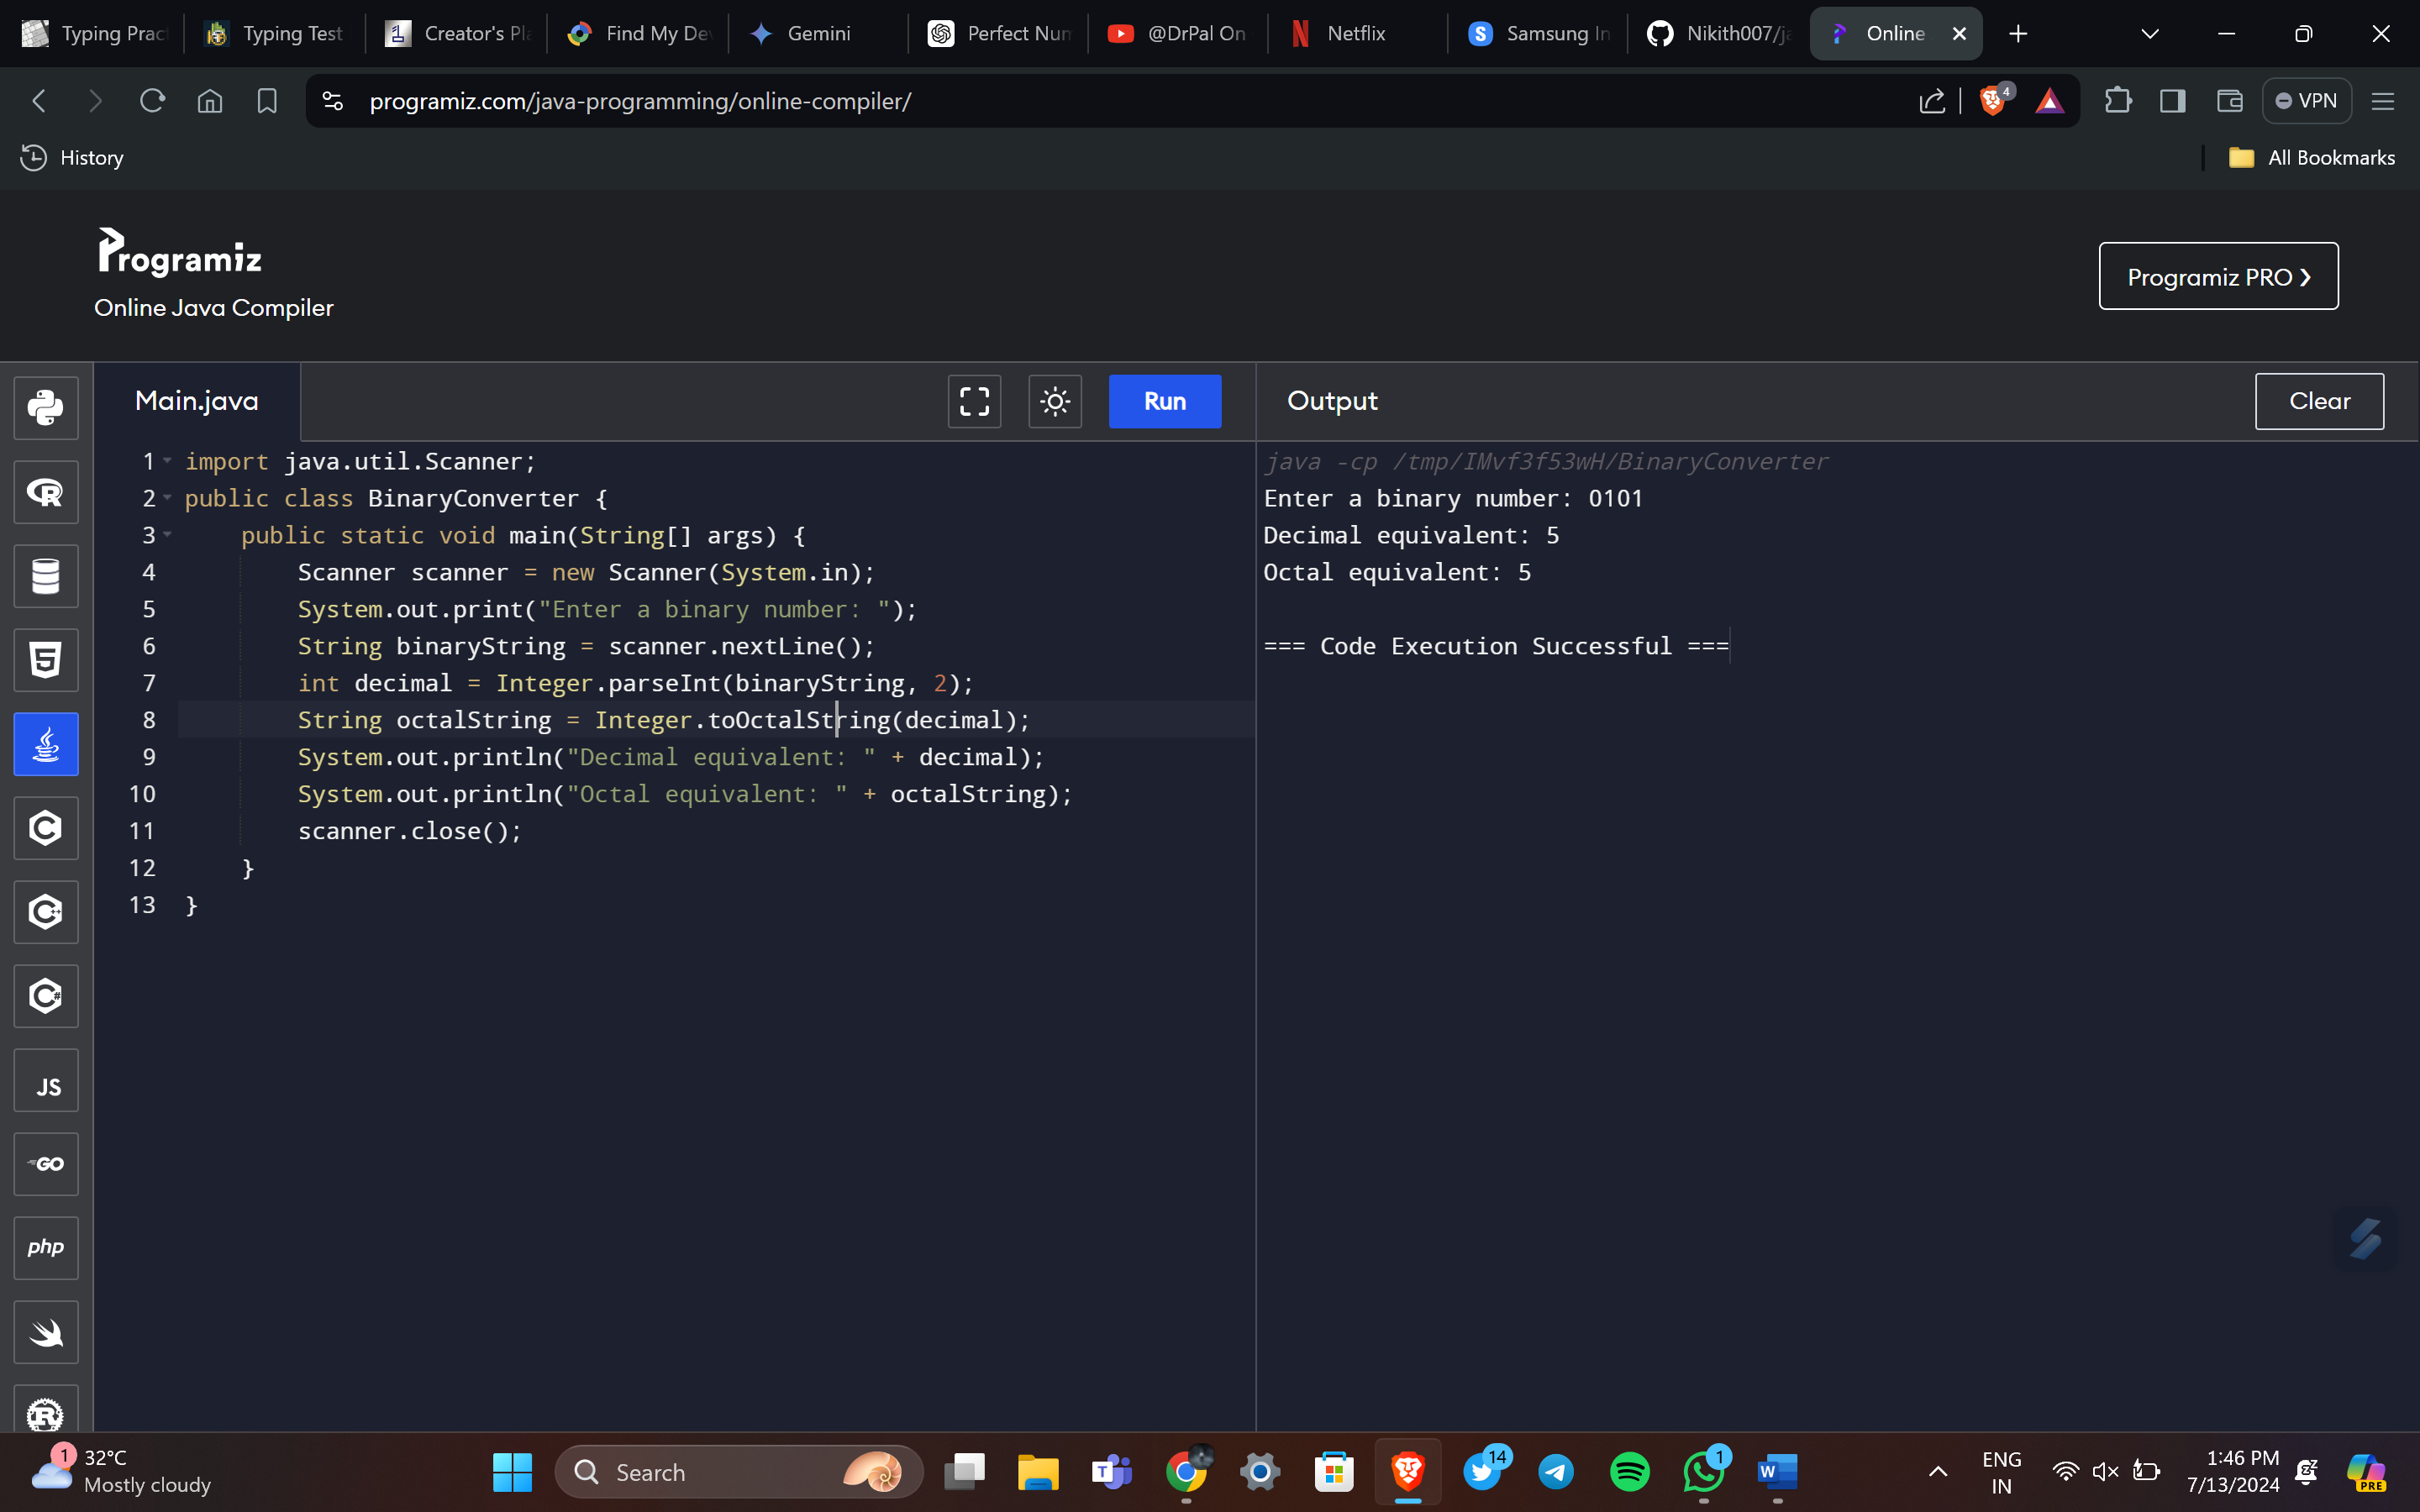 Typing Prac
Typing Test
Creator's Pl
Find My De
Gemini
Perfect Num
@DrPal On
Netflix
Samsung In
Nikith007/ja
Online
programiz.com/java-programming/online-compiler/
4
VPN
History
All Bookmarks
Programiz
Online Java Compiler
Programiz PRO ❯
Main.java
Run
Output
Clear
1 import java.util.Scanner;
2 public class BinaryConverter {
3     public static void main(String[] args) {
4         Scanner scanner = new Scanner(System.in);
5         System.out.print("Enter a binary number: ");
6         String binaryString = scanner.nextLine();
7         int decimal = Integer.parseInt(binaryString, 2);
8         String octalString = Integer.toOctalString(decimal);
9         System.out.println("Decimal equivalent: " + decimal);
10         System.out.println("Octal equivalent: " + octalString);
11         scanner.close();
12     }
13 }
java -cp /tmp/IMvf3f53wH/BinaryConverter
Enter a binary number: 0101
Decimal equivalent: 5
Octal equivalent: 5
=== Code Execution Successful ===
JS
GO
php
1
32°C
Mostly cloudy
Search
14
1
ENG
IN
1:46 PM
7/13/2024
PRE